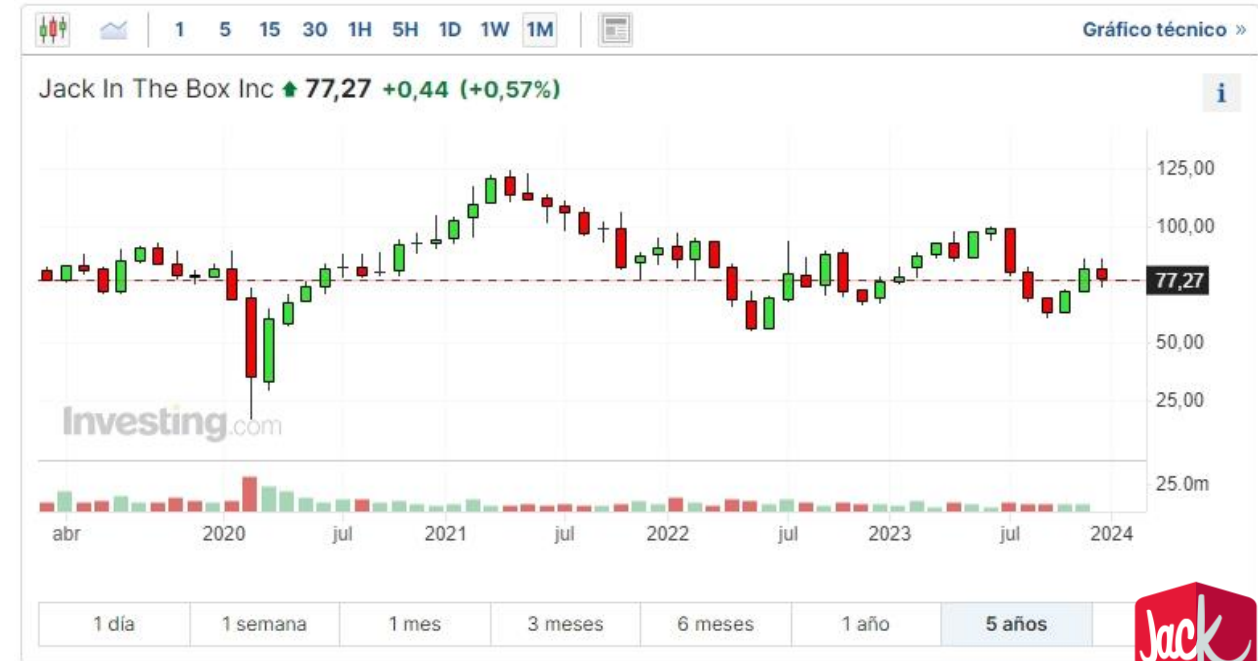 1 5 15 30 1H 5H 1D 1W 1M Gráfico técnico »
Jack In The Box Inc 77,27 +0,44 (+0,57%)
i
125,00
100,00
77,27
50,00
25,00
Investing.com
25.0m
abr 2020 jul 2021 jul 2022 jul 2023 jul 2024
1 día 1 semana 1 mes 3 meses 6 meses 1 año 5 años
Jack